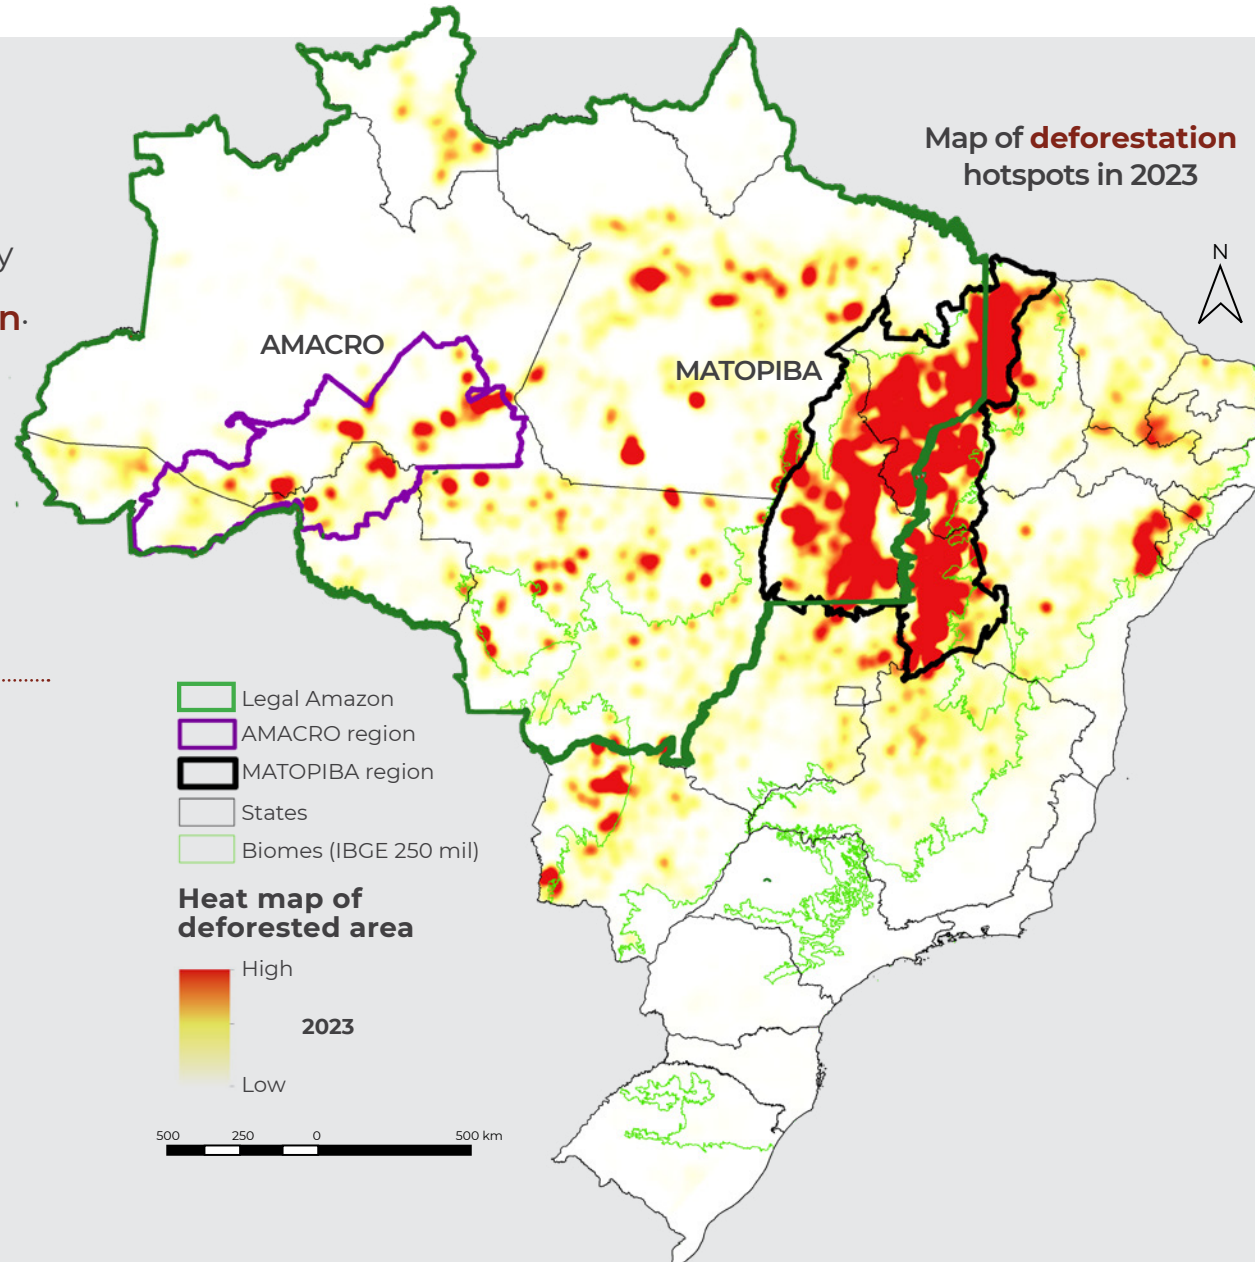 Map of deforestation
hotspots in 2023
y
n.
N
AMACRO
MATOPIBA
Legal Amazon
AMACRO region
MATOPIBA region
States
Biomes (IBGE 250 mil)
Heat map of
deforested area
High
2023
Low
500 250 0 500 km